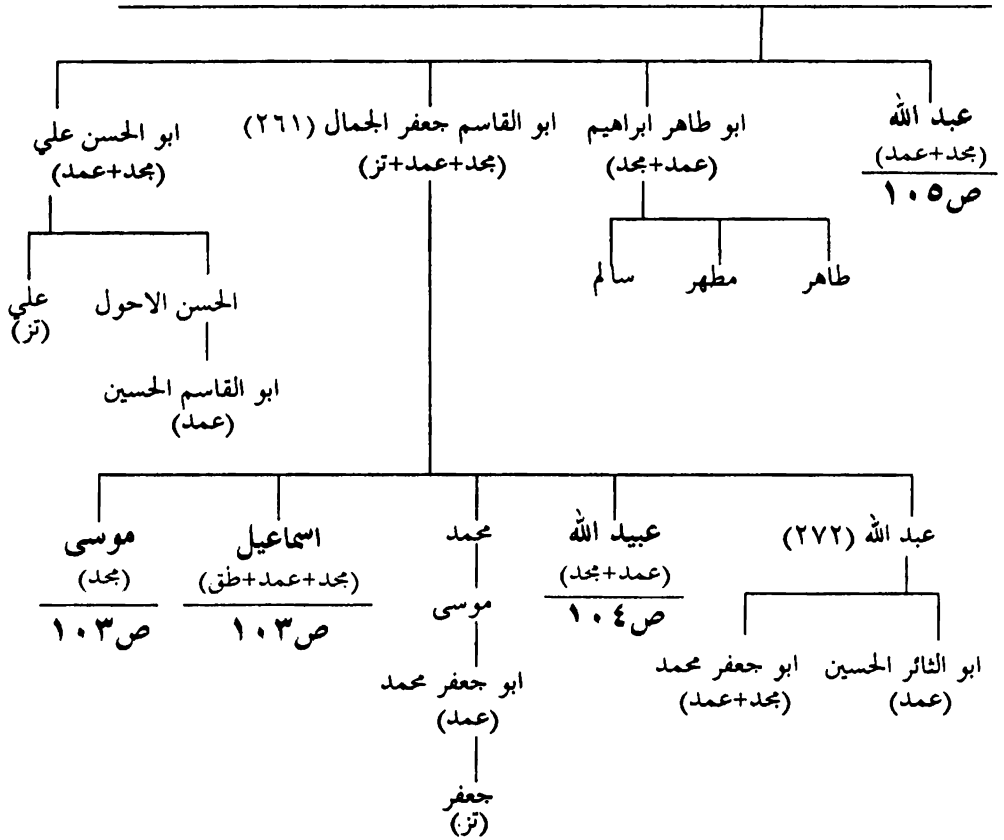 عبد الله
(مجد+عمد)
ص١٠٥
ابو طاهر ابراهيم
(عمد+مجد)
ابو القاسم جعفر الجمال (٢٦١)
(مجد+عمد+تز)
ابو الحسن علي
(مجد+عمد)
طاهر
مطهر
سالم
الحسن الاحول
علي
(تز)
ابو القاسم الحسين
(عمد)
عبد الله (٢٧٢)
عبيد الله
(عمد+مجد)
ص١٠٤
محمد
اسماعيل
(مجد+عمد+طق)
ص١٠٣
موسى
(مجد)
ص١٠٣
موسى
ابو الثائر الحسين
(عمد)
ابو جعفر محمد
(مجد+عمد)
ابو جعفر محمد
(عمد)
جعفر
(تز)